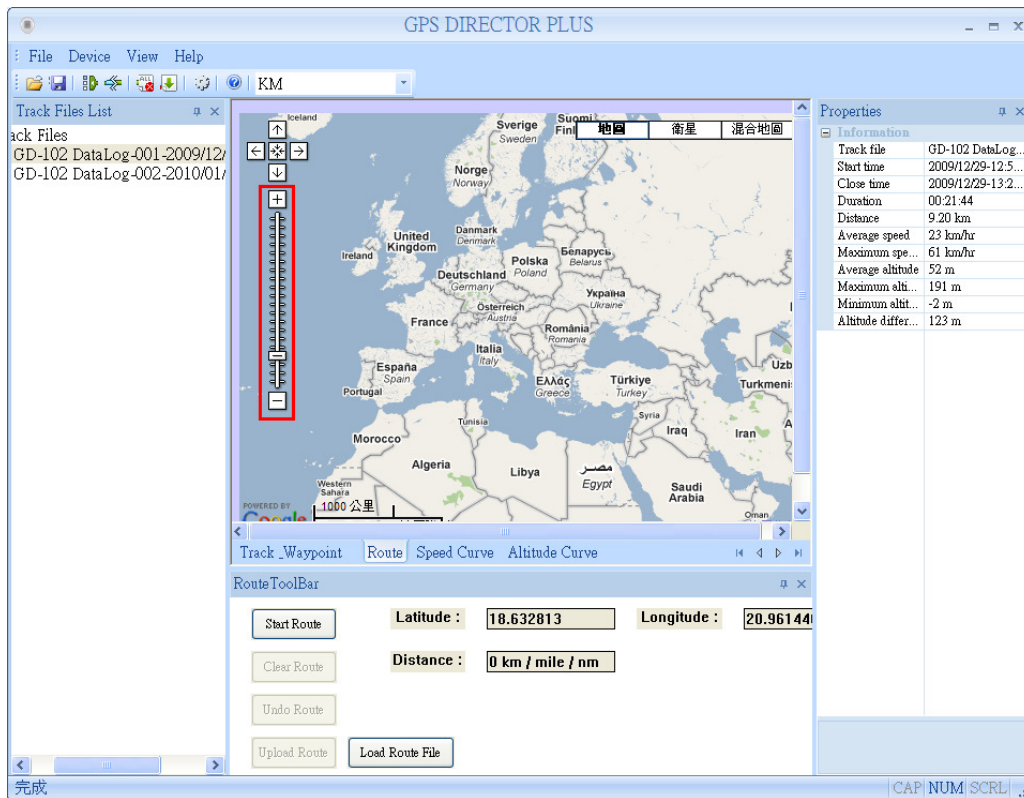 GPS DIRECTOR PLUS
File Device View Help
KM
Track Files List
ack Files
GD-102 DataLog-001-2009/12/
GD-102 DataLog-002-2010/01/
Iceland
Sverige
Sweden
Suomi
Finl
地圖
衛星
混合地圖
Norge
Norway
United
Kingdom
Ireland
Danmark
Denmark
Polska
Poland
Беларусь
Belarus
Deutschland
Germany
Україна
Ukraine
Österreich
Austria
France
România
Romania
Italia
Italy
España
Spain
Portugal
Ελλάς
Greece
Türkiye
Turkey
Uzb
Turkmeni
Tunisia
Syria
Iraq
Iran
A
I
Morocco
Algeria
Libya
مصر
Egypt
Western
Sahara
Saudi
Arabia
Oman
POWERED BY
Google
1000 公里
Track _Waypoint Route Speed Curve Altitude Curve
RouteToolBar
Start Route
Latitude : 18.632813 Longitude : 20.961440
Clear Route
Distance : 0 km / mile / nm
Undo Route
Upload Route Load Route File
Properties
Information
Track file GD-102 DataLog...
Start time 2009/12/29-12:5...
Close time 2009/12/29-13:2...
Duration 00:21:44
Distance 9.20 km
Average speed 23 km/hr
Maximum spe... 61 km/hr
Average altitude 52 m
Maximum alti... 191 m
Minimum altit... -2 m
Altitude differ... 123 m
完成
CAP NUM SCRL